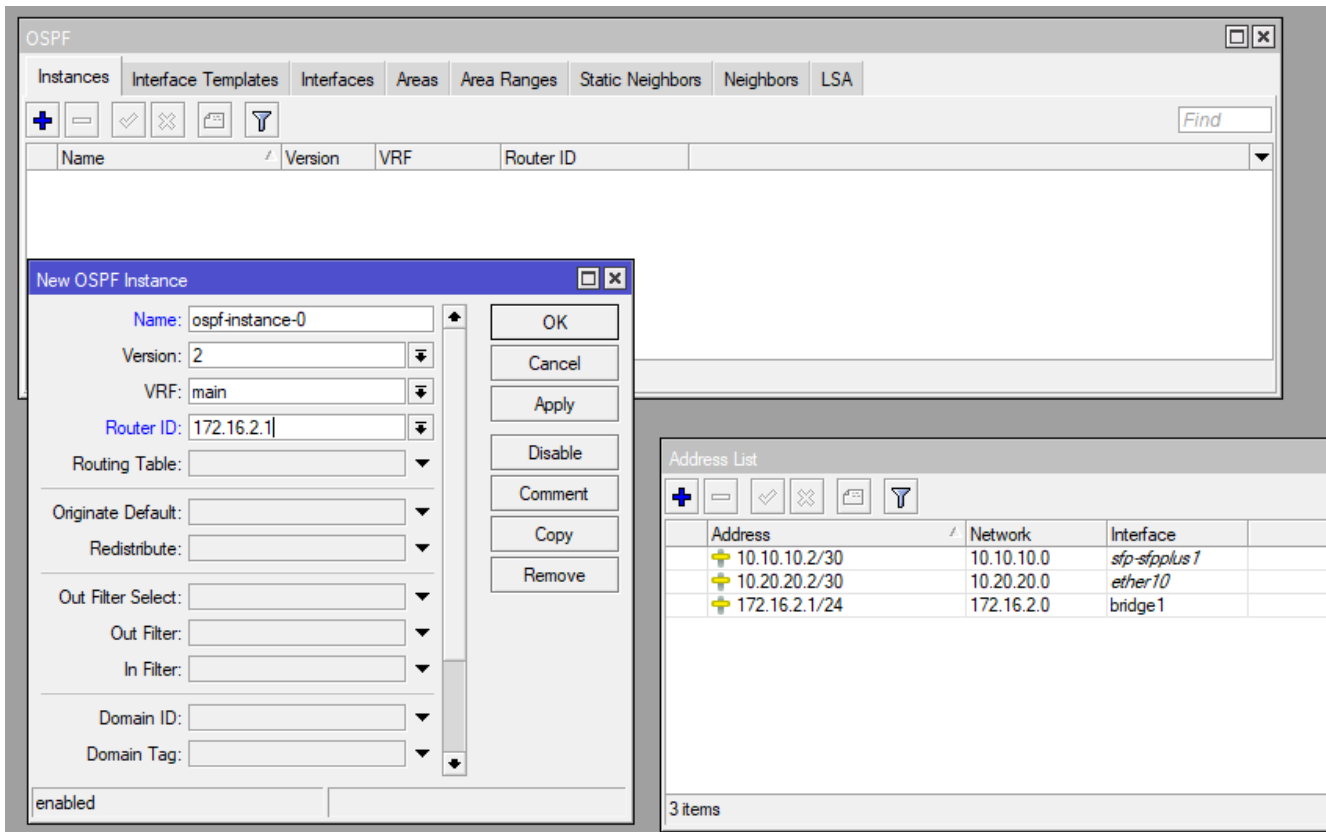 OSPF
Instances Interface Templates Interfaces Areas Area Ranges Static Neighbors Neighbors LSA
Find
Name Version VRF Router ID
New OSPF Instance
Name: ospf-instance-0
Version: 2
VRF: main
Router ID: 172.16.2.1
Routing Table:
Originate Default:
Redistribute:
Out Filter Select:
Out Filter:
In Filter:
Domain ID:
Domain Tag:
enabled
OK
Cancel
Apply
Disable
Comment
Copy
Remove
Address List
Address Network Interface
10.10.10.2/30 10.10.10.0 sfp-sfpplus1
10.20.20.2/30 10.20.20.0 ether10
172.16.2.1/24 172.16.2.0 bridge1
3 items